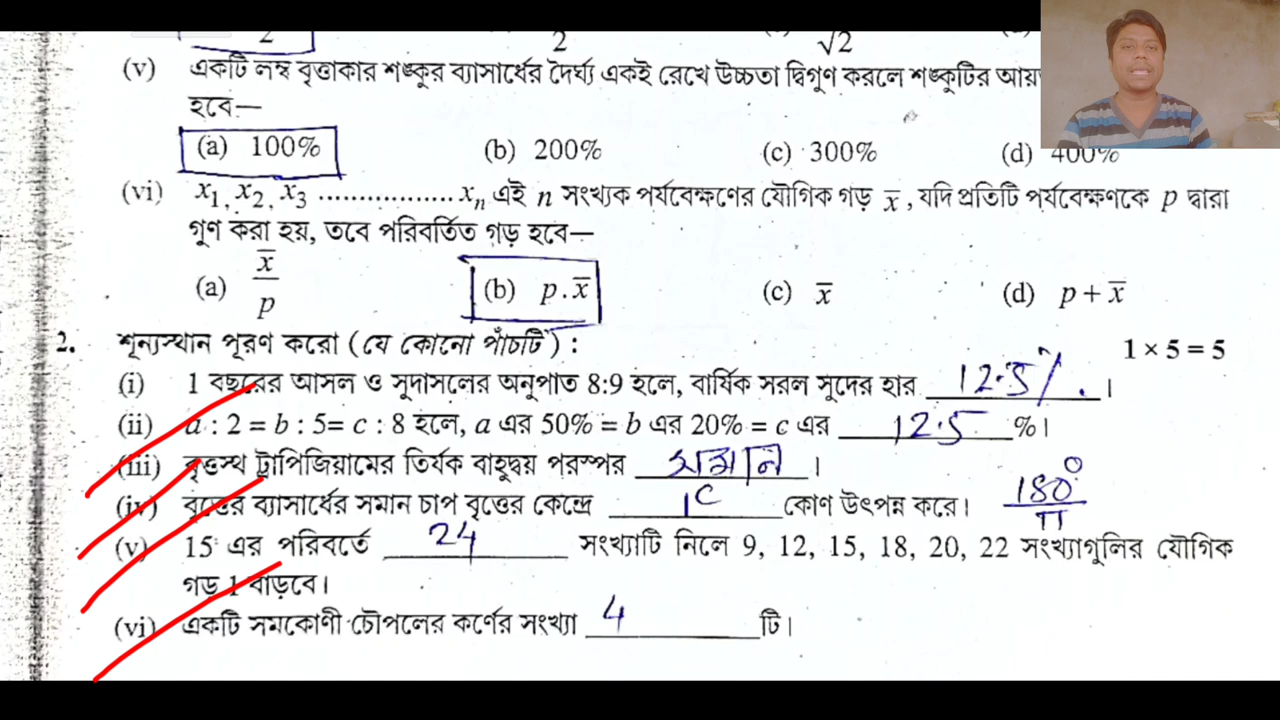 2
2
√2
(v) একটি লম্ব বৃত্তাকার শঙ্কুর ব্যাসার্ধের দৈর্ঘ্য একই রেখে উচ্চতা দ্বিগুণ করলে শঙ্কুটির আয়
হবে—
(a) 100% (b) 200% (c) 300% (d) 400%
(vi) x₁, x₂, x₃ .................. xₙ এই n সংখ্যক পর্যবেক্ষণের যৌগিক গড় x̅, যদি প্রতিটি পর্যবেক্ষণকে p দ্বারা
গুণ করা হয়, তবে পরিবর্তিত গড় হবে—
(a) x̅/p (b) p.x̅ (c) x̅ (d) p + x̅
2. শূন্যস্থান পূরণ করো (যে কোনো পাঁচটি) : 1 × 5 = 5
(i) 1 বছরের আসল ও সুদাসলের অনুপাত 8:9 হলে, বার্ষিক সরল সুদের হার 12.5% ।
(ii) a : 2 = b : 5 = c : 8 হলে, a এর 50% = b এর 20% = c এর 12.5 %।
(iii) বৃত্তস্থ ট্রাপিজিয়ামের তির্যক বাহুদ্বয় পরস্পর সমান ।
(iv) বৃত্তের ব্যাসার্ধের সমান চাপ বৃত্তের কেন্দ্রে 1ᶜ কোণ উৎপন্ন করে। 180°/π
(v) 15 এর পরিবর্তে 24 সংখ্যাটি নিলে 9, 12, 15, 18, 20, 22 সংখ্যাগুলির যৌগিক
গড় 1 বাড়বে।
(vi) একটি সমকোণী চৌপলের কর্ণের সংখ্যা 4 টি।